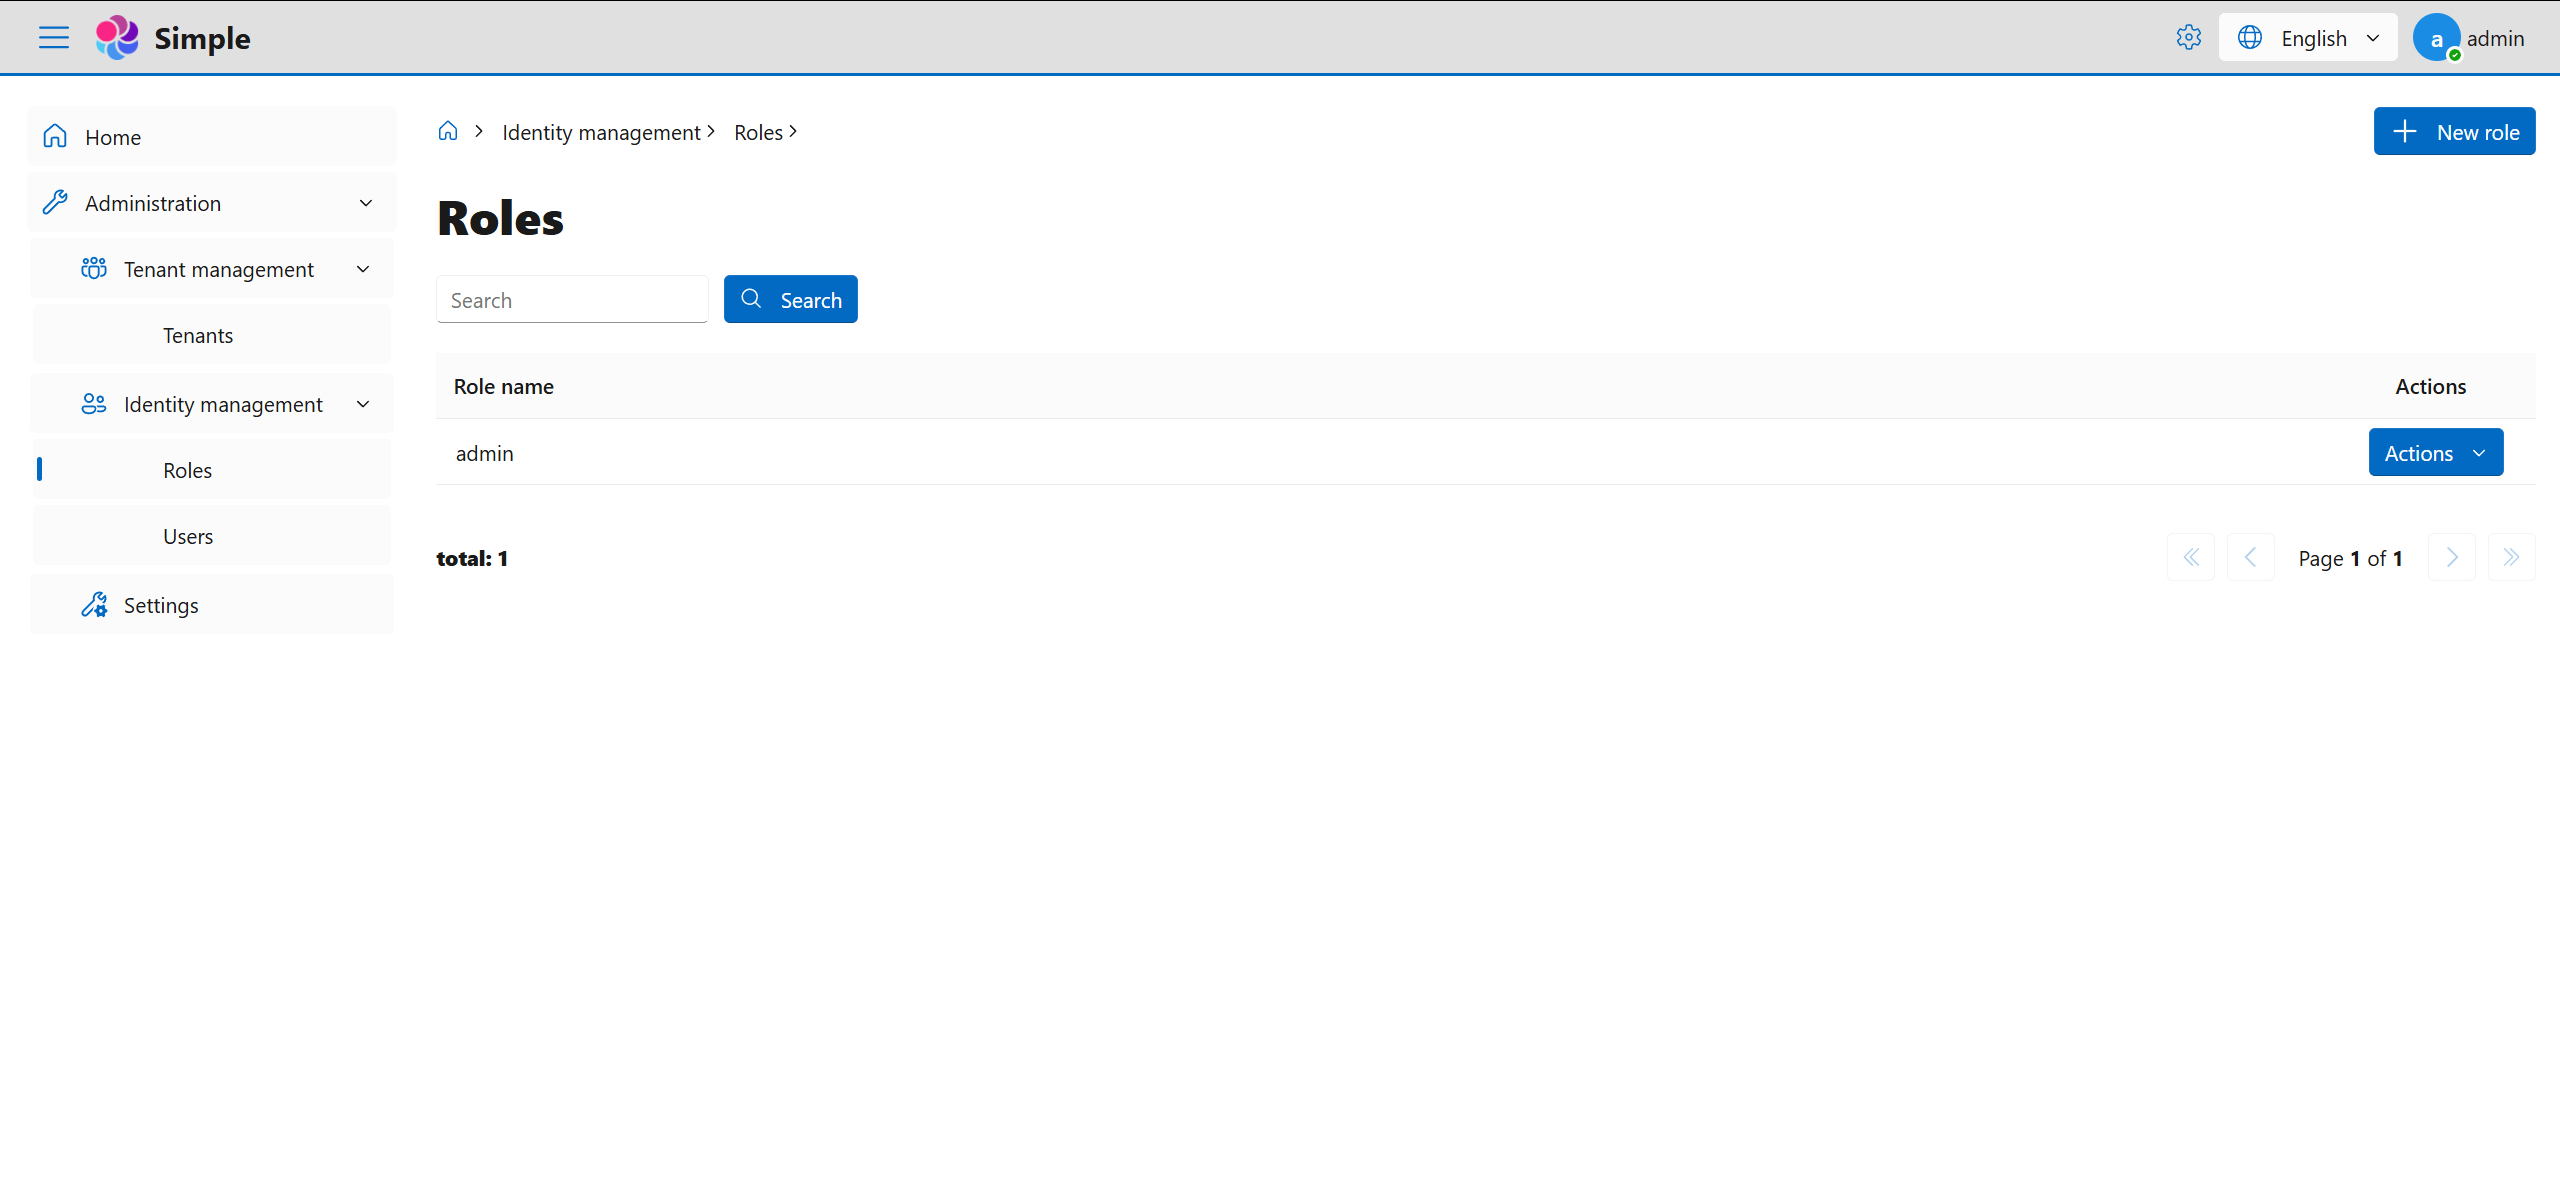 Simple
English
a admin
Home
Administration
Tenant management
Tenants
Identity management
Roles
Users
Settings
Identity management Roles
New role
Roles
Search Search
Role name Actions
admin Actions
total: 1 Page 1 of 1